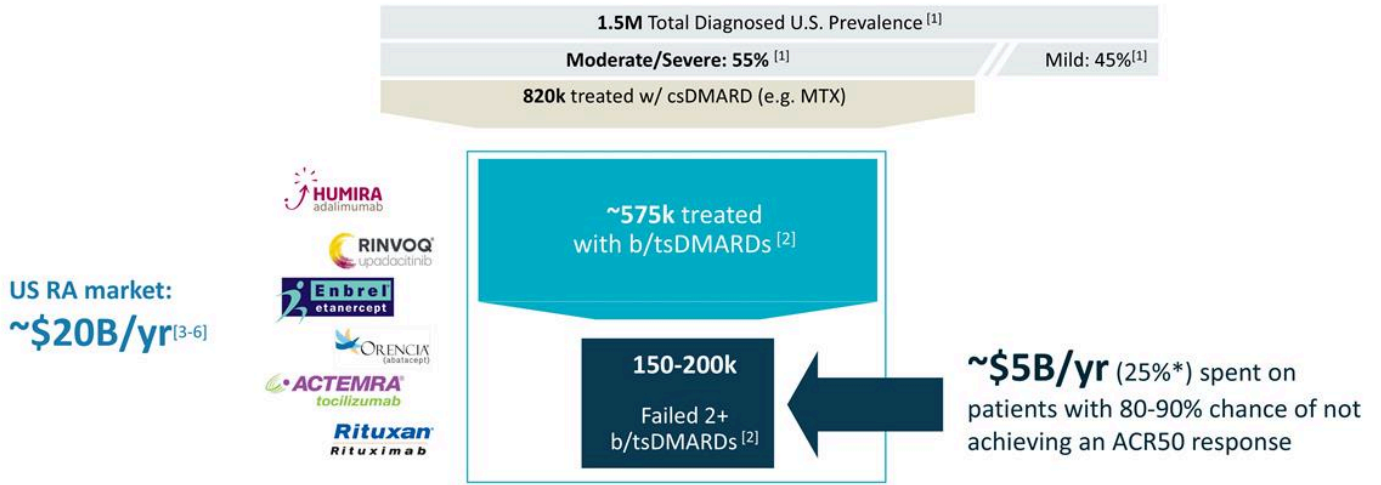 1.5M Total Diagnosed U.S. Prevalence [1]
Moderate/Severe: 55% [1]
Mild: 45%[1]
820k treated w/ csDMARD (e.g. MTX)
HUMIRA
adalimumab
~575k treated
with b/tsDMARDs [2]
RINVOQ
upadacitinib
US RA market:
~$20B/yr[3-6]
Enbrel
etanercept
ORENCIA
(abatacept)
ACTEMRA
tocilizumab
Rituxan
Rituximab
150-200k
Failed 2+
b/tsDMARDs [2]
~$5B/yr (25%*) spent on
patients with 80-90% chance of not
achieving an ACR50 response